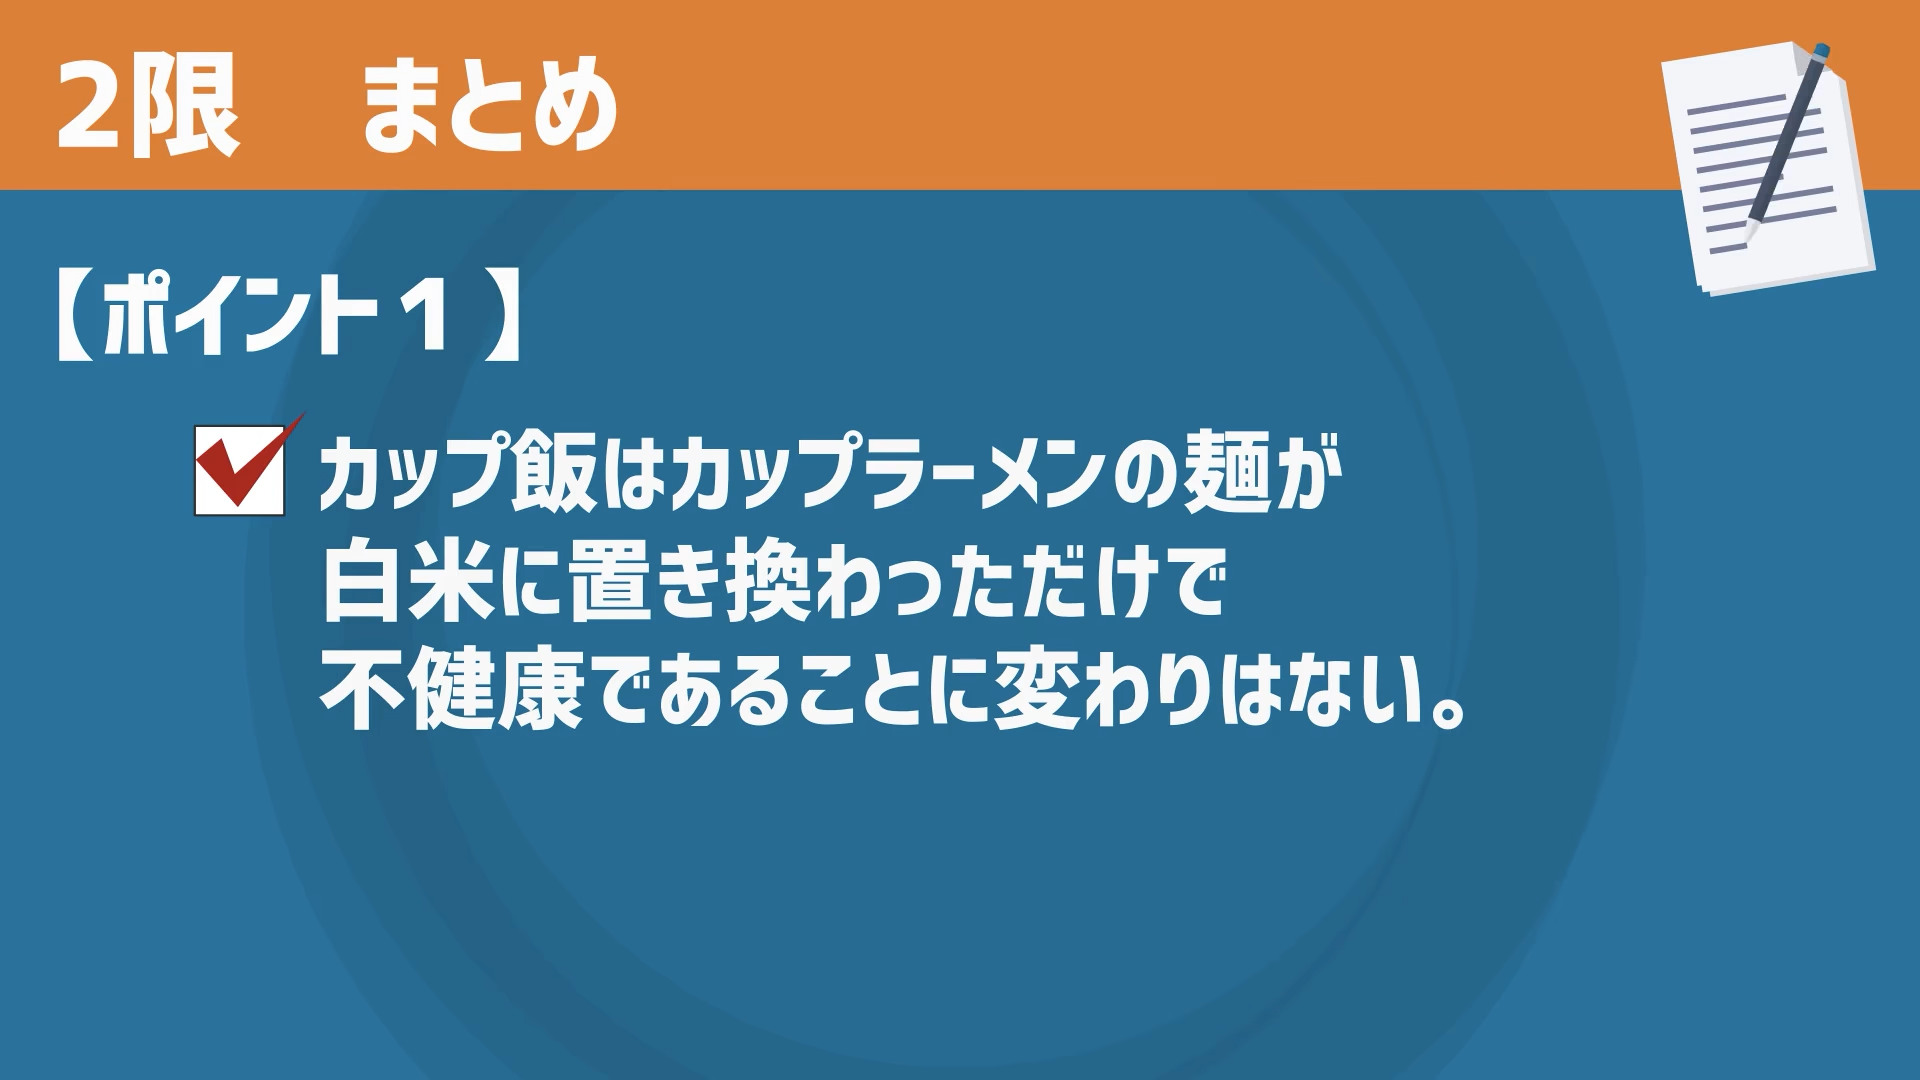 2限　まとめ
【ポイント１】
カップ飯はカップラーメンの麺が
白米に置き換わっただけで
不健康であることに変わりはない。